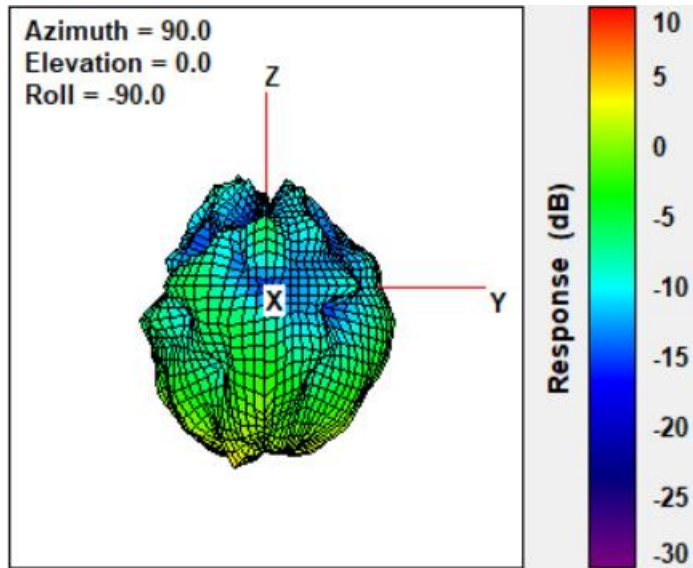 Azimuth = 90.0
Elevation = 0.0
Roll = -90.0
Z
X
Y
Response (dB)
10
5
0
-5
-10
-15
-20
-25
-30